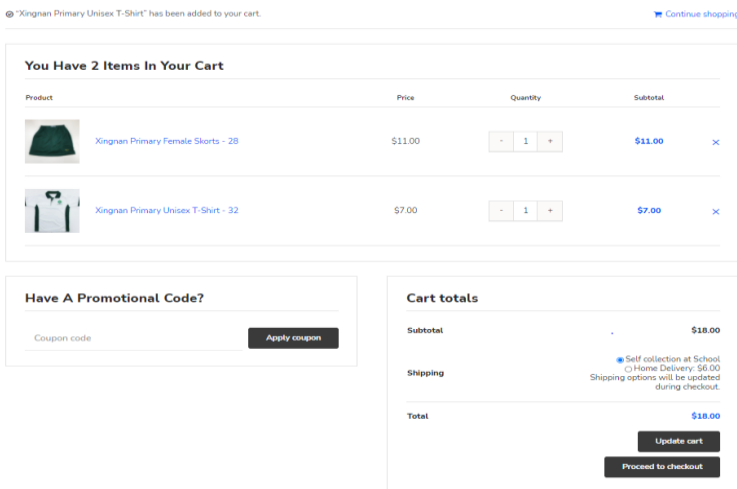 "Xingnan Primary Unisex T-Shirt" has been added to your cart.
Continue shopping
You Have 2 Items In Your Cart
Product Price Quantity Subtotal
Xingnan Primary Female Skorts - 28 $11.00 - 1 + $11.00 ×
Xingnan Primary Unisex T-Shirt - 32 $7.00 - 1 + $7.00 ×
Have A Promotional Code?
Coupon code Apply coupon
Cart totals
Subtotal $18.00
Shipping
Self collection at School
Home Delivery: $6.00
Shipping options will be updated
during checkout.
Total $18.00
Update cart
Proceed to checkout